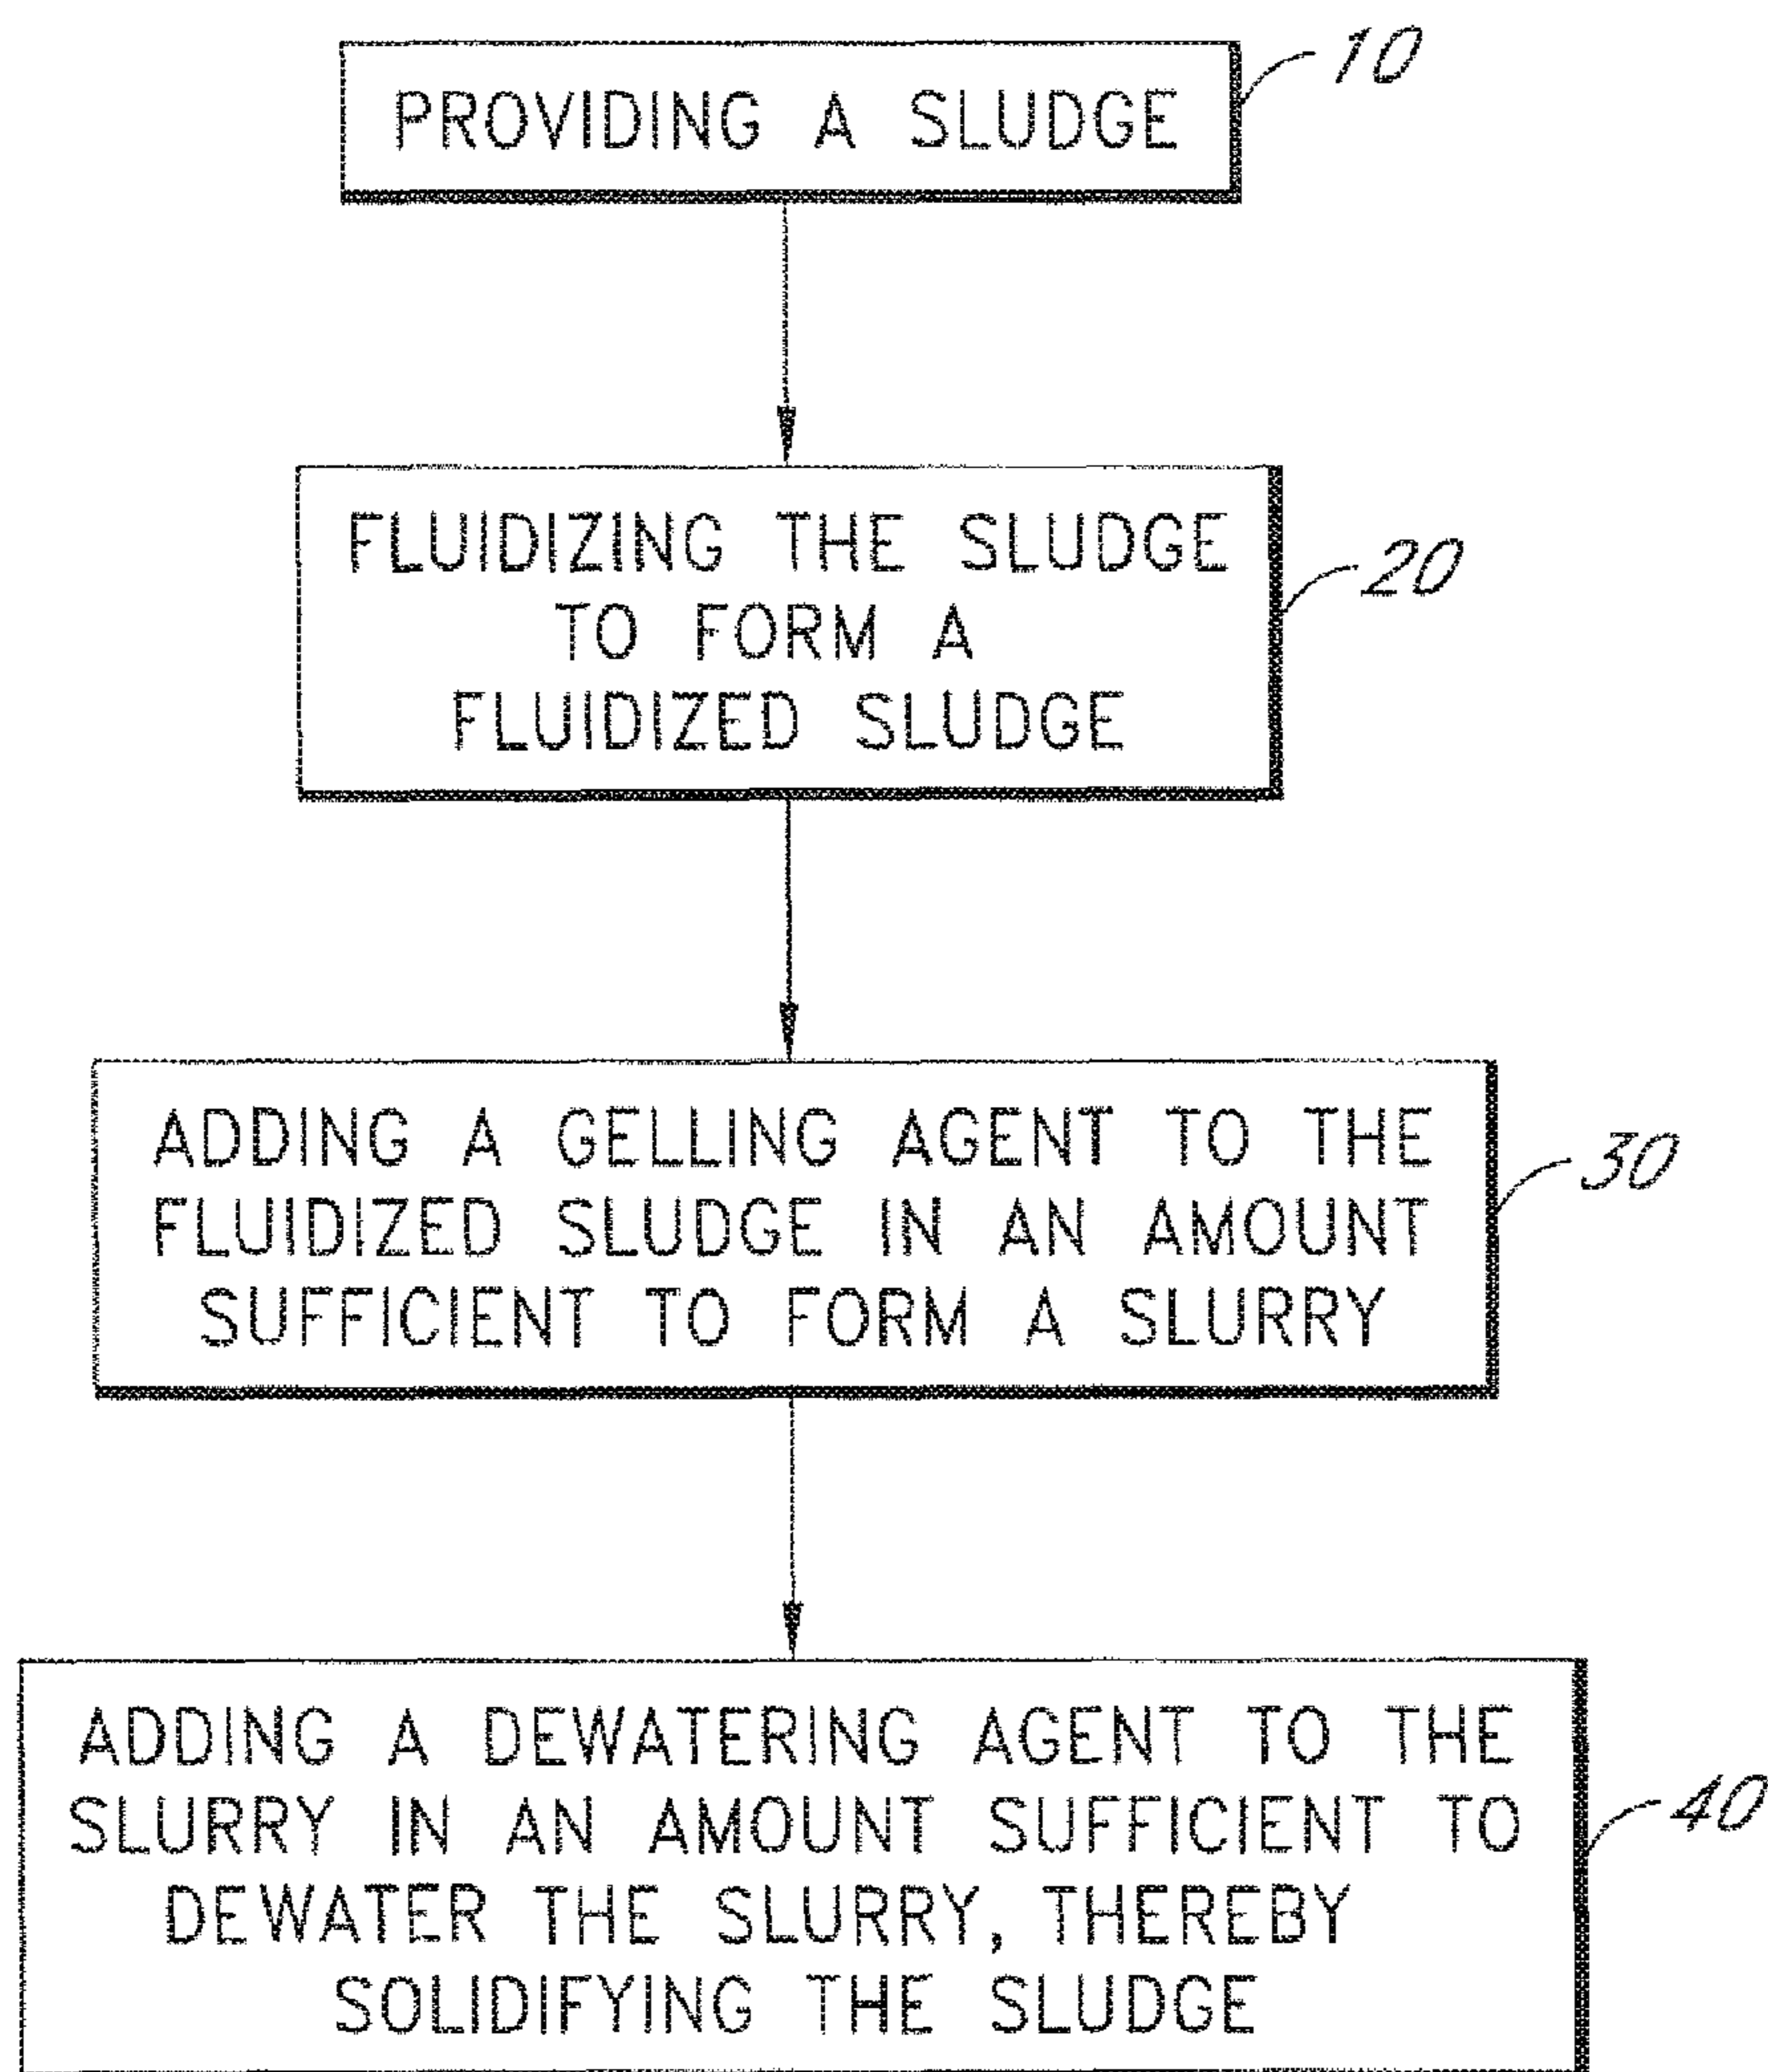 PROVIDING A SLUDGE
10
FLUIDIZING THE SLUDGE
TO FORM A
FLUIDIZED SLUDGE
20
ADDING A GELLING AGENT TO THE
FLUIDIZED SLUDGE IN AN AMOUNT
SUFFICIENT TO FORM A SLURRY
30
ADDING A DEWATERING AGENT TO THE
SLURRY IN AN AMOUNT SUFFICIENT TO
DEWATER THE SLURRY, THEREBY
SOLIDIFYING THE SLUDGE
40